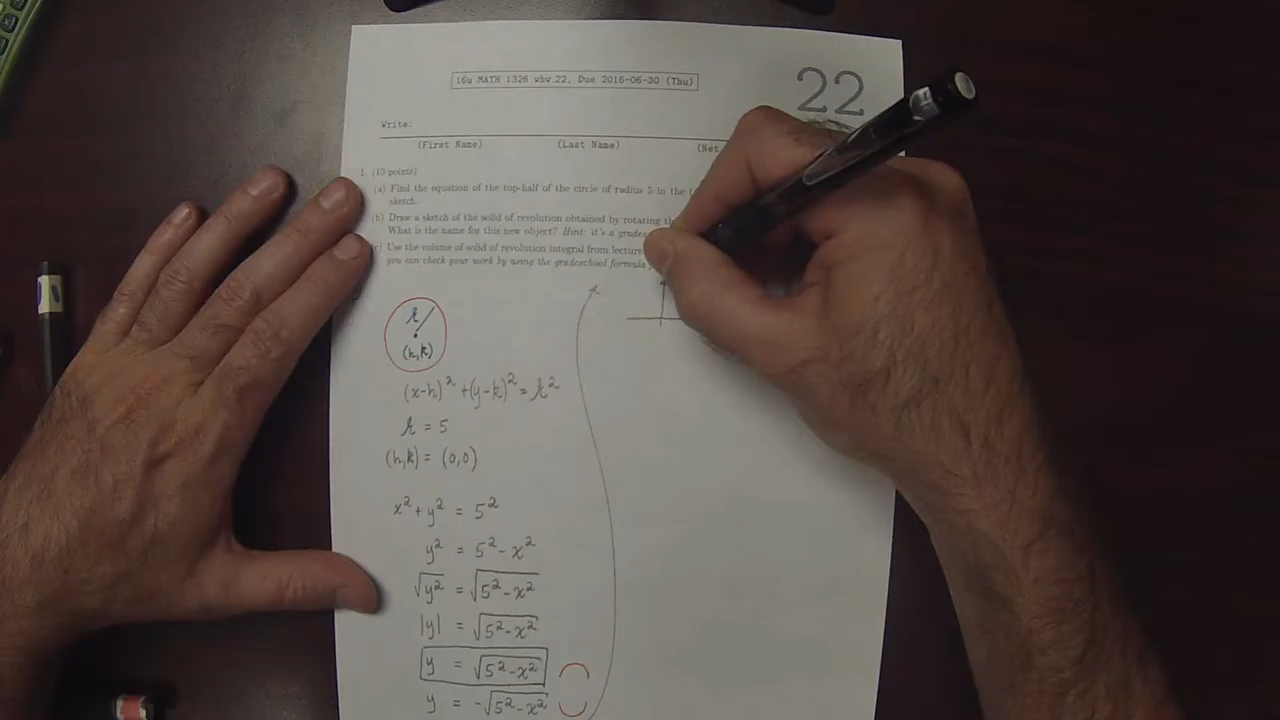 16u MATH 1326 whw_22, Due 2016-06-30 (Thu)
22
Write:
(First Name) (Last Name) (Net
1. (10 points)
(a) Find the equation of the top-half of the circle of radius 5 in the
sketch.
(b) Draw a sketch of the solid of revolution obtained by rotating
What is the name for this new object? Hint: it's a
(c) Use the volume of solid of revolution integral from lecture
you can check your work by using the gradeschool formula
r
(h,k)
(x-h)² + (y-k)² = r²
r = 5
(h,k) = (0,0)
x² + y² = 5²
y² = 5² - x²
√y² = √5² - x²
|y| = √5² - x²
y = √5² - x²
y = -√5² - x²